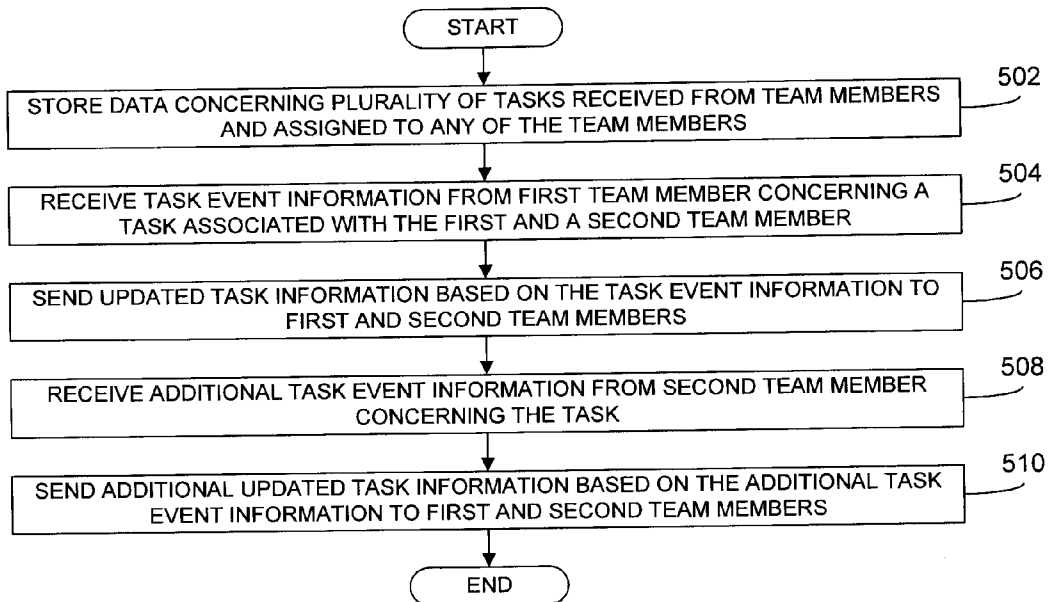 START
STORE DATA CONCERNING PLURALITY OF TASKS RECEIVED FROM TEAM MEMBERS
AND ASSIGNED TO ANY OF THE TEAM MEMBERS
502
RECEIVE TASK EVENT INFORMATION FROM FIRST TEAM MEMBER CONCERNING A
TASK ASSOCIATED WITH THE FIRST AND A SECOND TEAM MEMBER
504
SEND UPDATED TASK INFORMATION BASED ON THE TASK EVENT INFORMATION TO
FIRST AND SECOND TEAM MEMBERS
506
RECEIVE ADDITIONAL TASK EVENT INFORMATION FROM SECOND TEAM MEMBER
CONCERNING THE TASK
508
SEND ADDITIONAL UPDATED TASK INFORMATION BASED ON THE ADDITIONAL TASK
EVENT INFORMATION TO FIRST AND SECOND TEAM MEMBERS
510
END